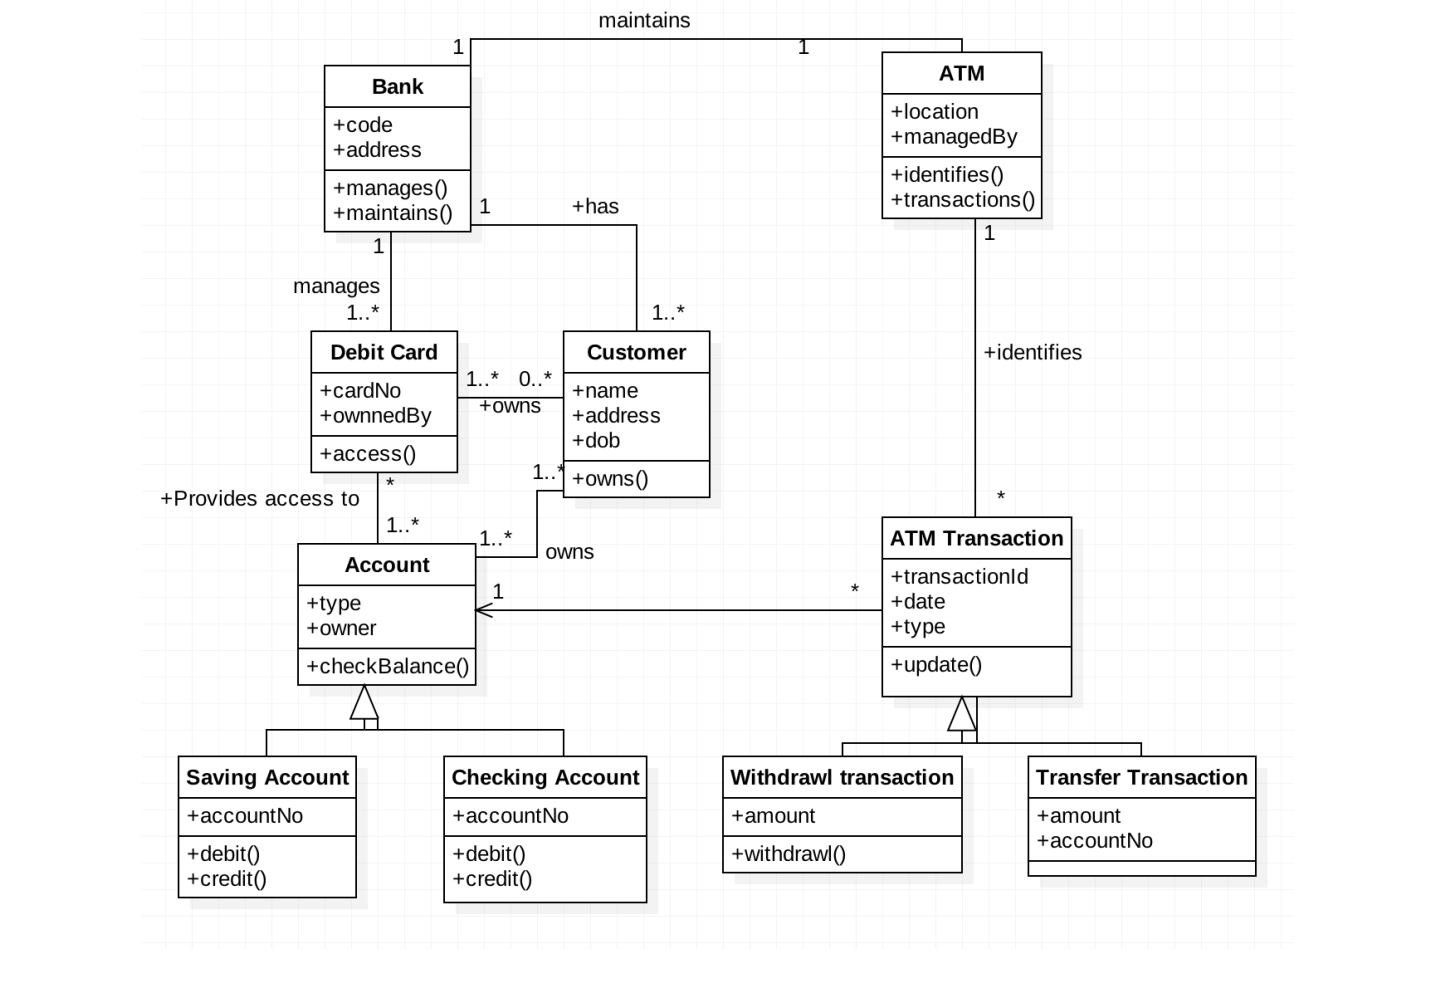 maintains
1
1
Bank
+code
+address
+manages()
+maintains()
ATM
+location
+managedBy
+identifies()
+transactions()
1
+has
1
manages
1..*
1..*
1
+identifies
*
Debit Card
+cardNo
+ownnedBy
+access()
1..*
0..*
+owns
Customer
+name
+address
+dob
+owns()
*
+Provides access to
1..*
1..*
1..*
owns
Account
+type
+owner
+checkBalance()
1
*
ATM Transaction
+transactionId
+date
+type
+update()
Saving Account
+accountNo
+debit()
+credit()
Checking Account
+accountNo
+debit()
+credit()
Withdrawl transaction
+amount
+withdrawl()
Transfer Transaction
+amount
+accountNo